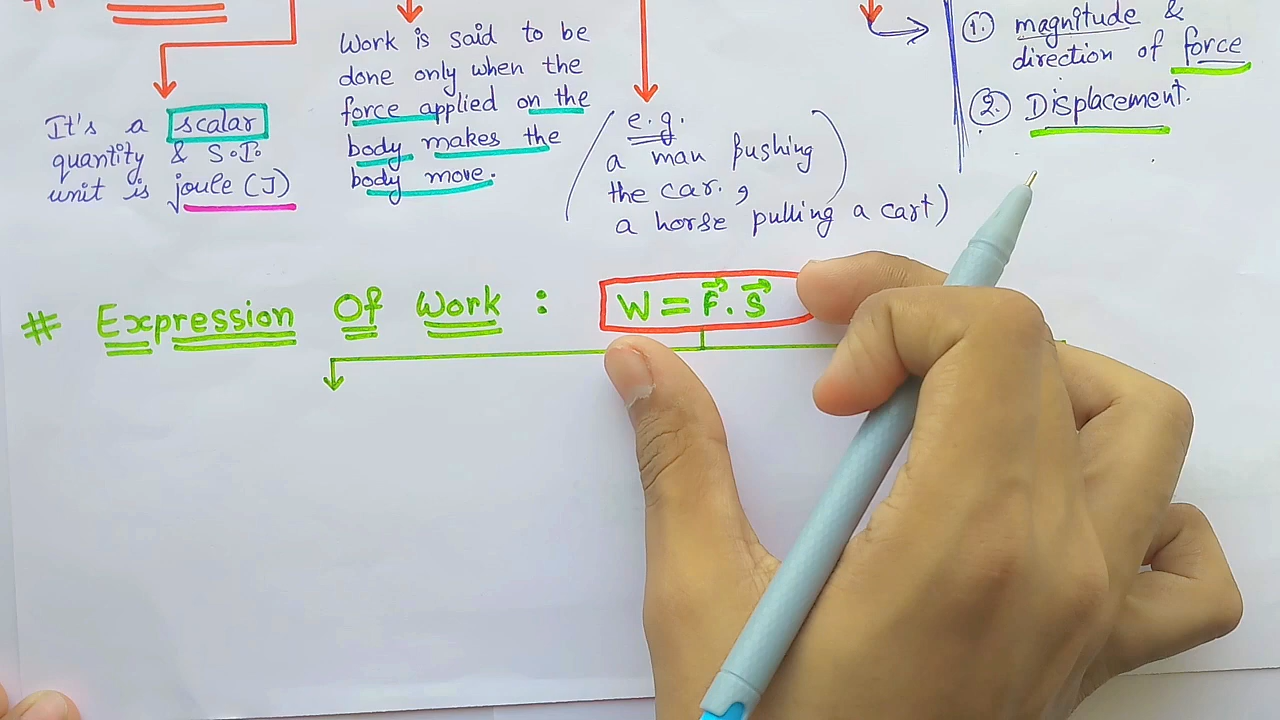 It's a scalar
quantity & S.I.
unit is joule (J)
Work is said to be
done only when the
force applied on the
body makes the
body move.
e.g.
a man pushing
the car.,
a horse pulling a cart)
1. magnitude &
direction of force
2. Displacement.
# Expression Of Work : W = F⃗ . S⃗